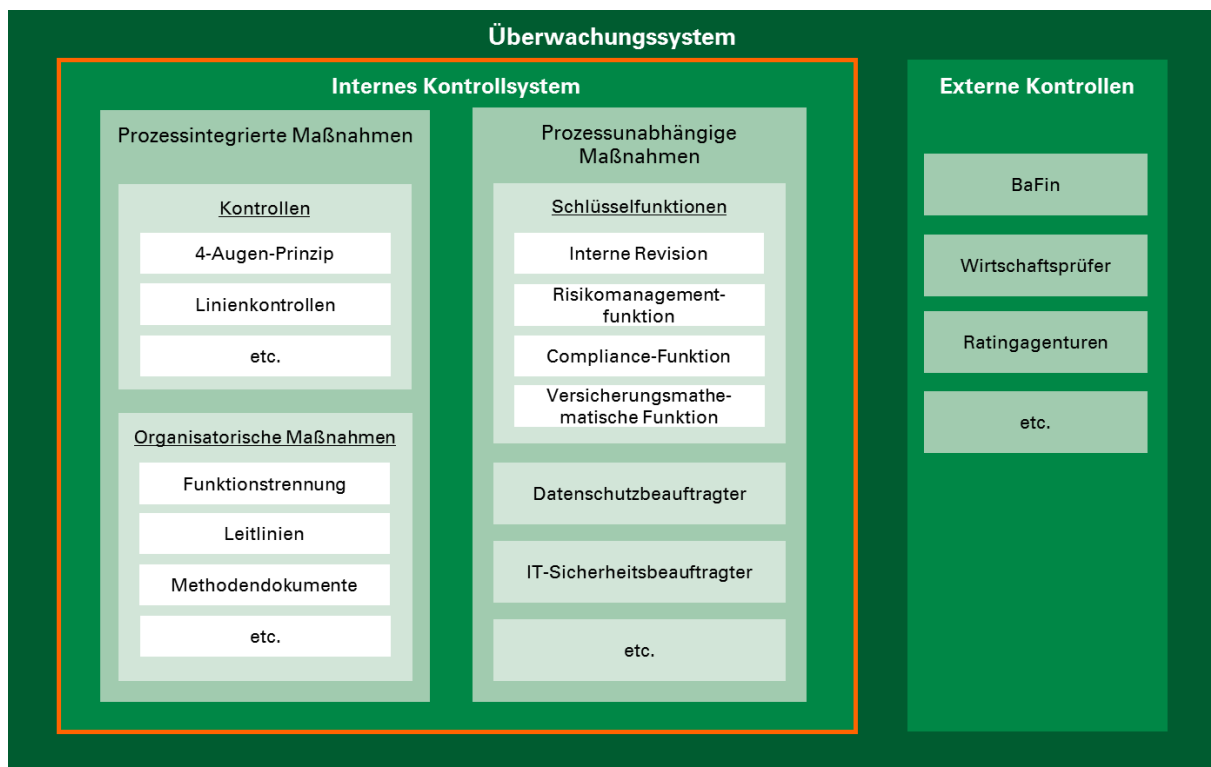 Überwachungssystem
Internes Kontrollsystem
Prozessintegrierte Maßnahmen
Kontrollen
4-Augen-Prinzip
Linienkontrollen
etc.
Organisatorische Maßnahmen
Funktionstrennung
Leitlinien
Methodendokumente
etc.
Prozessunabhängige
Maßnahmen
Schlüsselfunktionen
Interne Revision
Risikomanagement-
funktion
Compliance-Funktion
Versicherungsmathe-
matische Funktion
Datenschutzbeauftragter
IT-Sicherheitsbeauftragter
etc.
Externe Kontrollen
BaFin
Wirtschaftsprüfer
Ratingagenturen
etc.